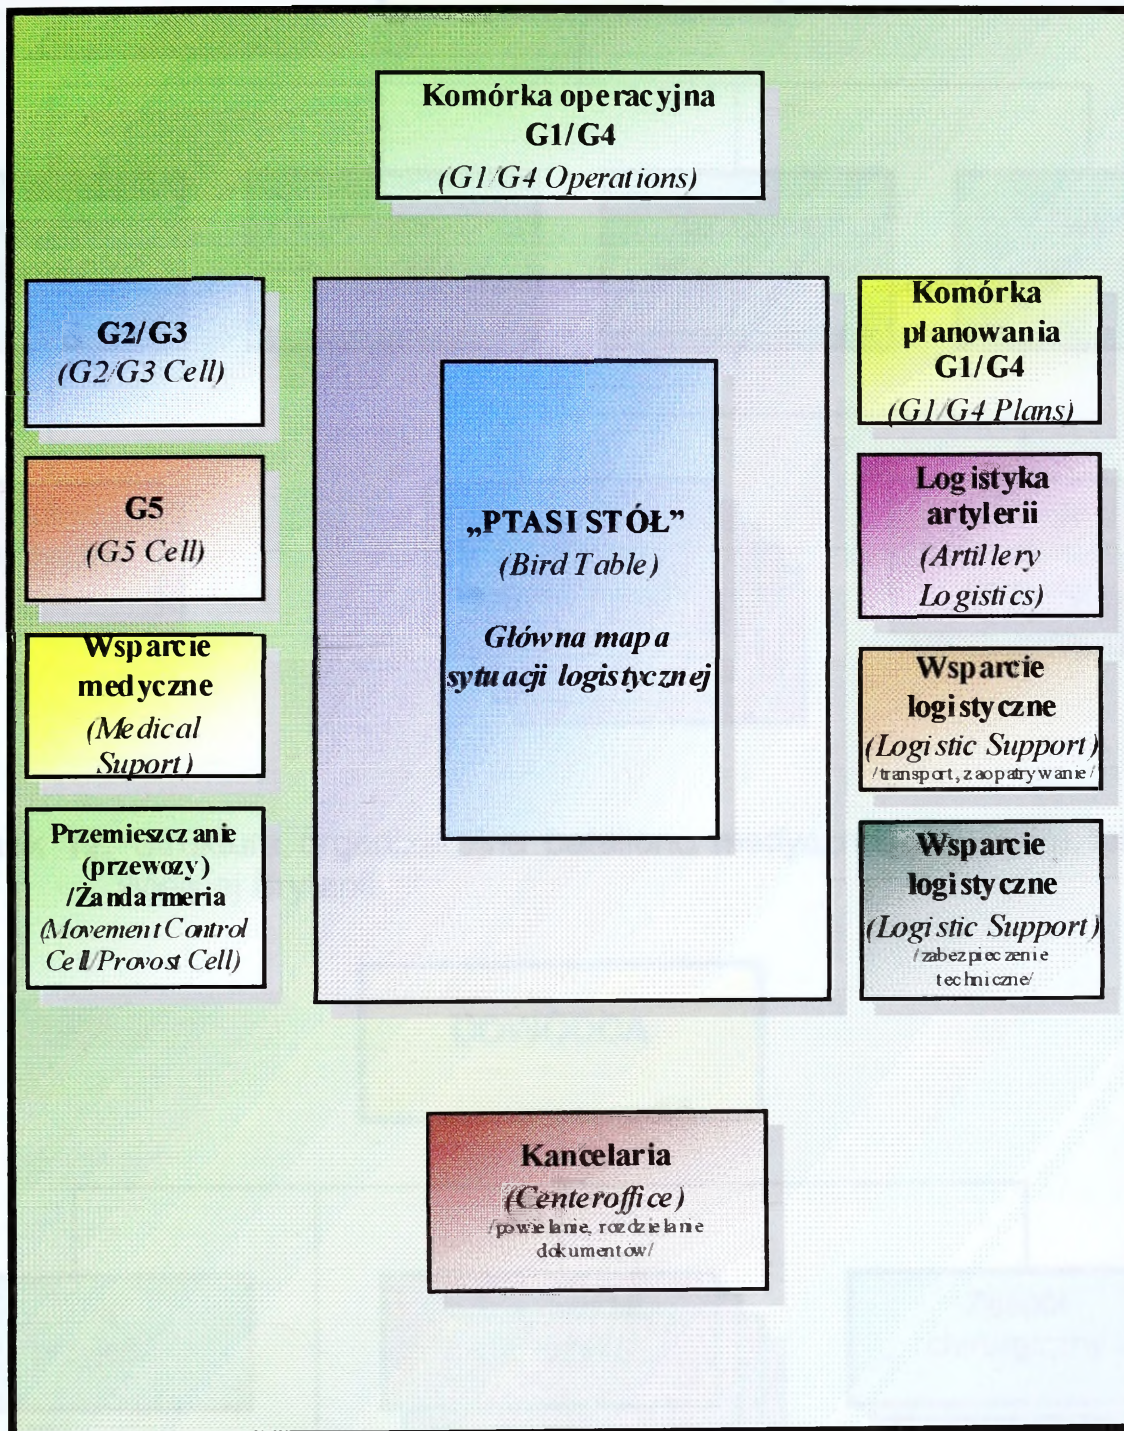 Komórka operacyjna
G1/G4
(G1/G4 Operations)
G2/G3
(G2/G3 Cell)
G5
(G5 Cell)
Wsparcie
medyczne
(Medical
Suport)
Przemieszczanie
(przewozy)
/Żandarmeria
(Movement Control
Cell/Provost Cell)
„PTASI STÓŁ”
(Bird Table)
Główna mapa
sytuacji logistycznej
Komórka
planowania
G1/G4
(G1/G4 Plans)
Logistyka
artylerii
(Artillery
Logistics)
Wsparcie
logistyczne
(Logistic Support)
/transport, zaopatrywanie/
Wsparcie
logistyczne
(Logistic Support)
/zabezpieczenie
techniczne/
Kancelaria
(Centeroffice)
/powielanie, rozdzielanie
dokumentów/